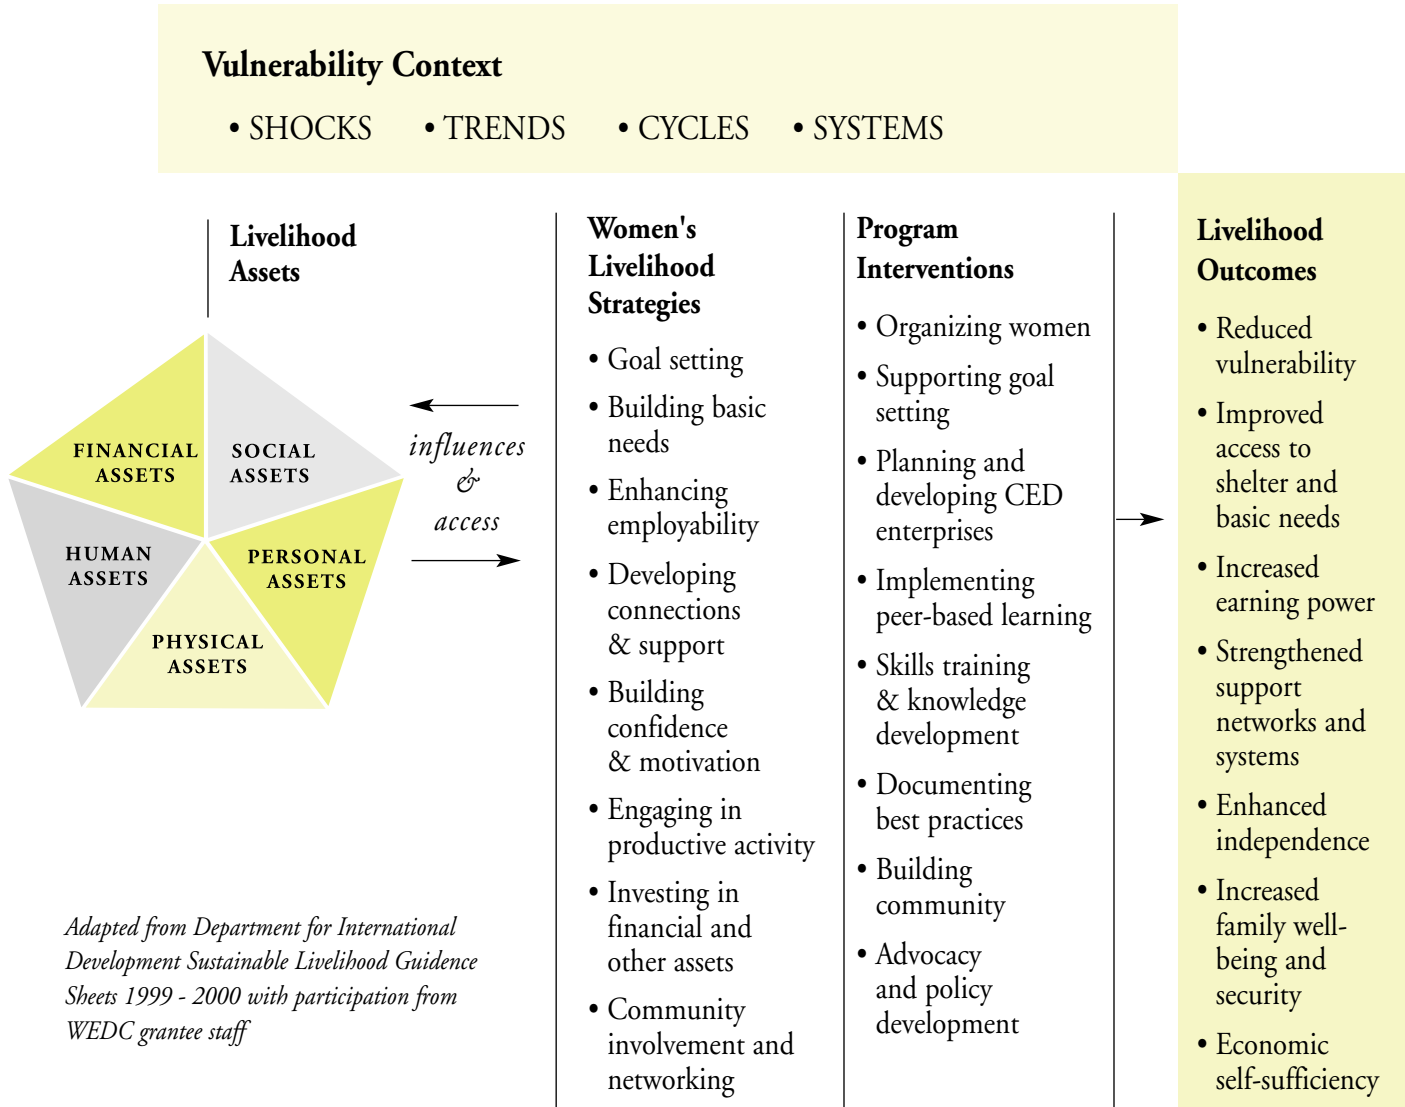 Vulnerability Context
• SHOCKS • TRENDS • CYCLES • SYSTEMS
Livelihood
Assets
FINANCIAL
ASSETS
SOCIAL
ASSETS
HUMAN
ASSETS
PERSONAL
ASSETS
PHYSICAL
ASSETS
influences
&
access
Women's
Livelihood
Strategies
• Goal setting
• Building basic
needs
• Enhancing
employability
• Developing
connections
& support
• Building
confidence
& motivation
• Engaging in
productive activity
• Investing in
financial and
other assets
• Community
involvement and
networking
Program
Interventions
• Organizing women
• Supporting goal
setting
• Planning and
developing CED
enterprises
• Implementing
peer-based learning
• Skills training
& knowledge
development
• Documenting
best practices
• Building
community
• Advocacy
and policy
development
Livelihood
Outcomes
• Reduced
vulnerability
• Improved
access to
shelter and
basic needs
• Increased
earning power
• Strengthened
support
networks and
systems
• Enhanced
independence
• Increased
family well-
being and
security
• Economic
self-sufficiency
Adapted from Department for International
Development Sustainable Livelihood Guidence
Sheets 1999 - 2000 with participation from
WEDC grantee staff